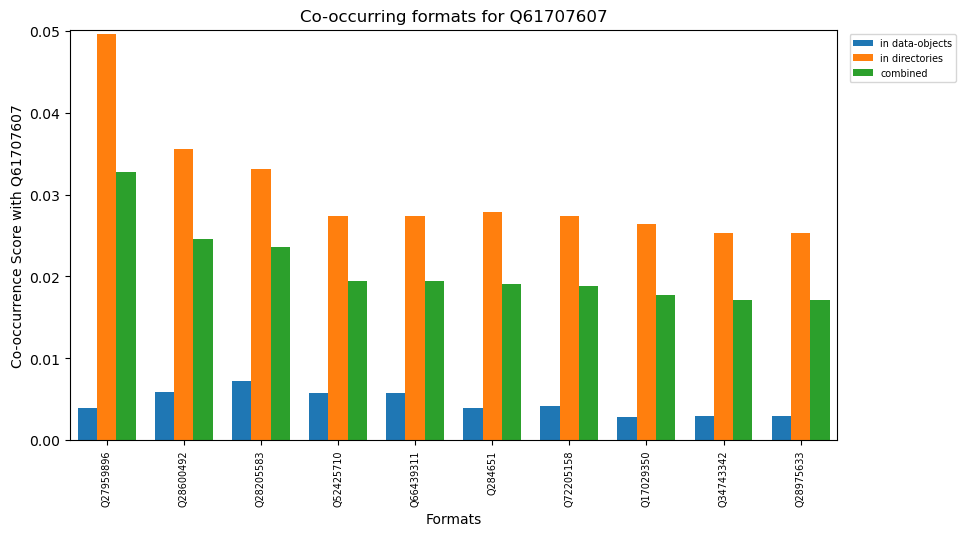 Co-occurring formats for Q61707607
in data-objects
in directories
combined
Co-occurrence Score with Q61707607
0.05
0.04
0.03
0.02
0.01
0.00
Q27959896
Q28600492
Q28205583
Q52425710
Q66439311
Q284651
Q72205158
Q17029350
Q34743342
Q28975633
Formats